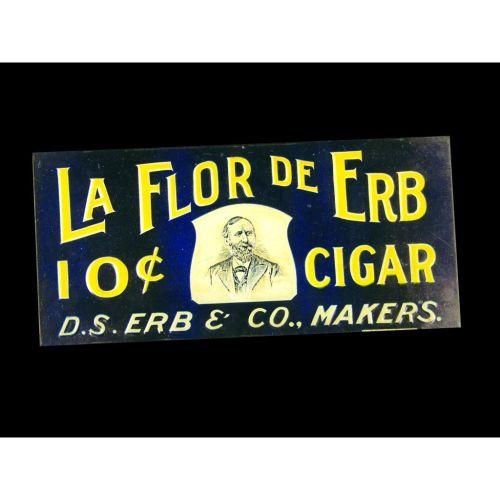 LA FLOR DE ERB
10¢ CIGAR
D.S. ERB & CO., MAKERS.